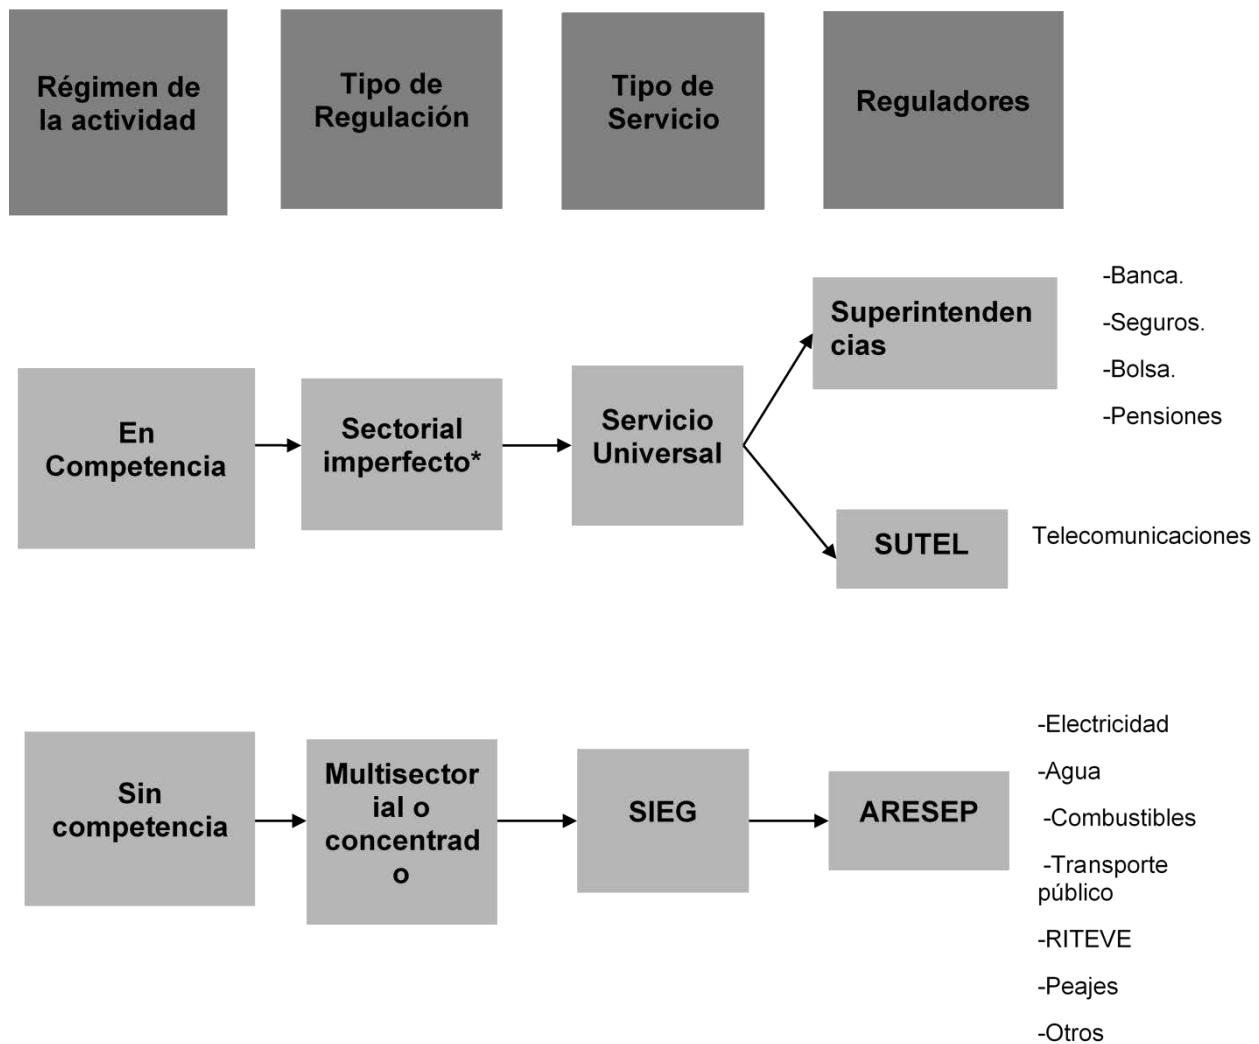 Régimen de
la actividad
Tipo de
Regulación
Tipo de
Servicio
Reguladores
En
Competencia
Sectorial
imperfecto*
Servicio
Universal
Superintenden
cias
-Banca.
-Seguros.
-Bolsa.
-Pensiones
SUTEL
Telecomunicaciones
Sin
competencia
Multisector
ial o
concentrad
o
SIEG
ARESEP
-Electricidad
-Agua
-Combustibles
-Transporte
público
-RITEVE
-Peajes
-Otros